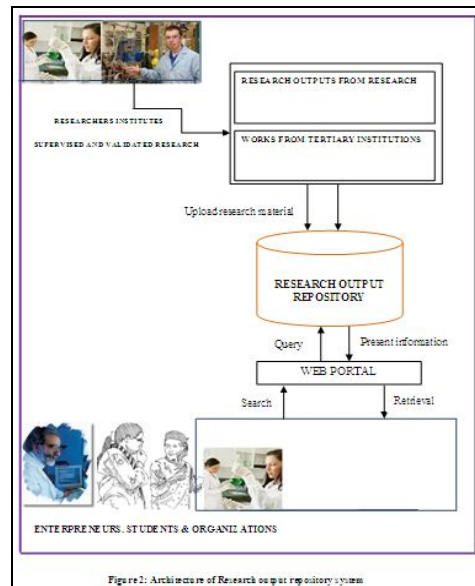 RESEARCH OUTPUTS FROM RESEARCH
RESEARCHERS INSTITUTES
SUPERVISED AND VALIDATED RESEARCH
WORKS FROM TERTIARY INSTITUTIONS
Upload research material
RESEARCH OUTPUT
REPOSITORY
Query
Present information
WEB PORTAL
Search
Retrieval
ENTERPRENEURS, STUDENTS & ORGANIZATIONS
Figure 2: Architecture of Research output repository system